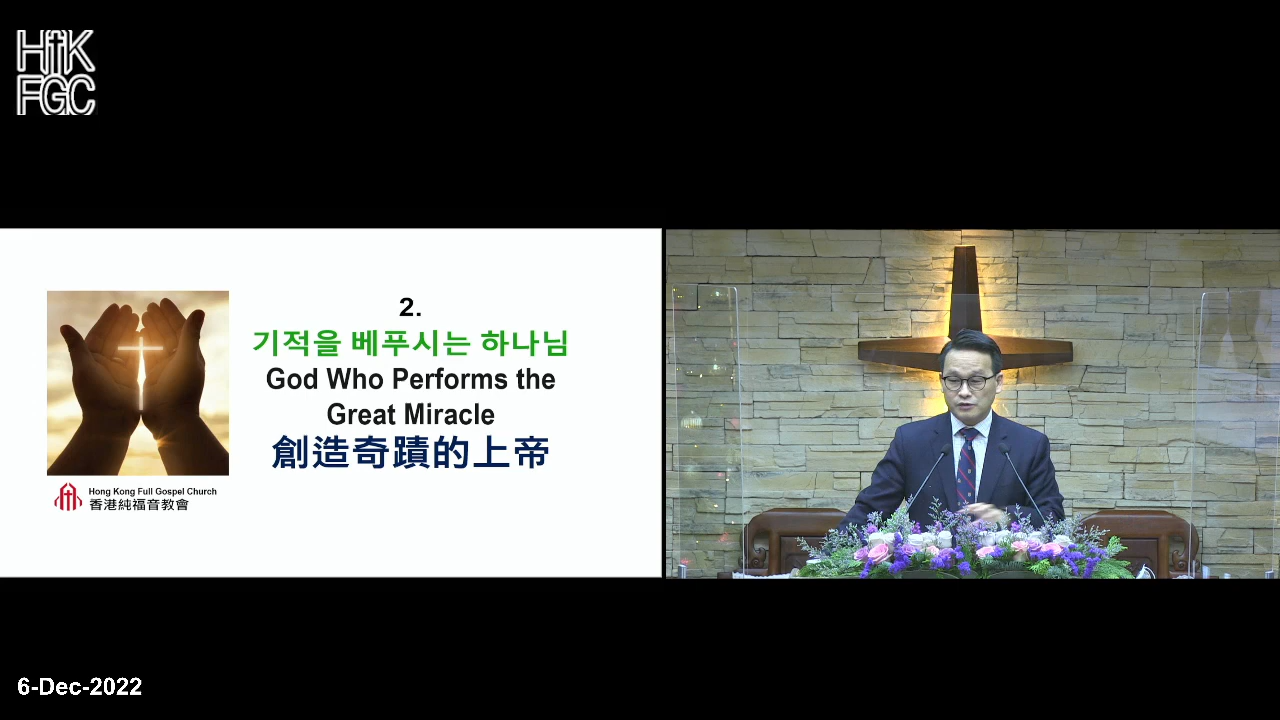 HK
FGC
2.
기적을 베푸시는 하나님
God Who Performs the
Great Miracle
創造奇蹟的上帝
Hong Kong Full Gospel Church
香港純福音教會
6-Dec-2022